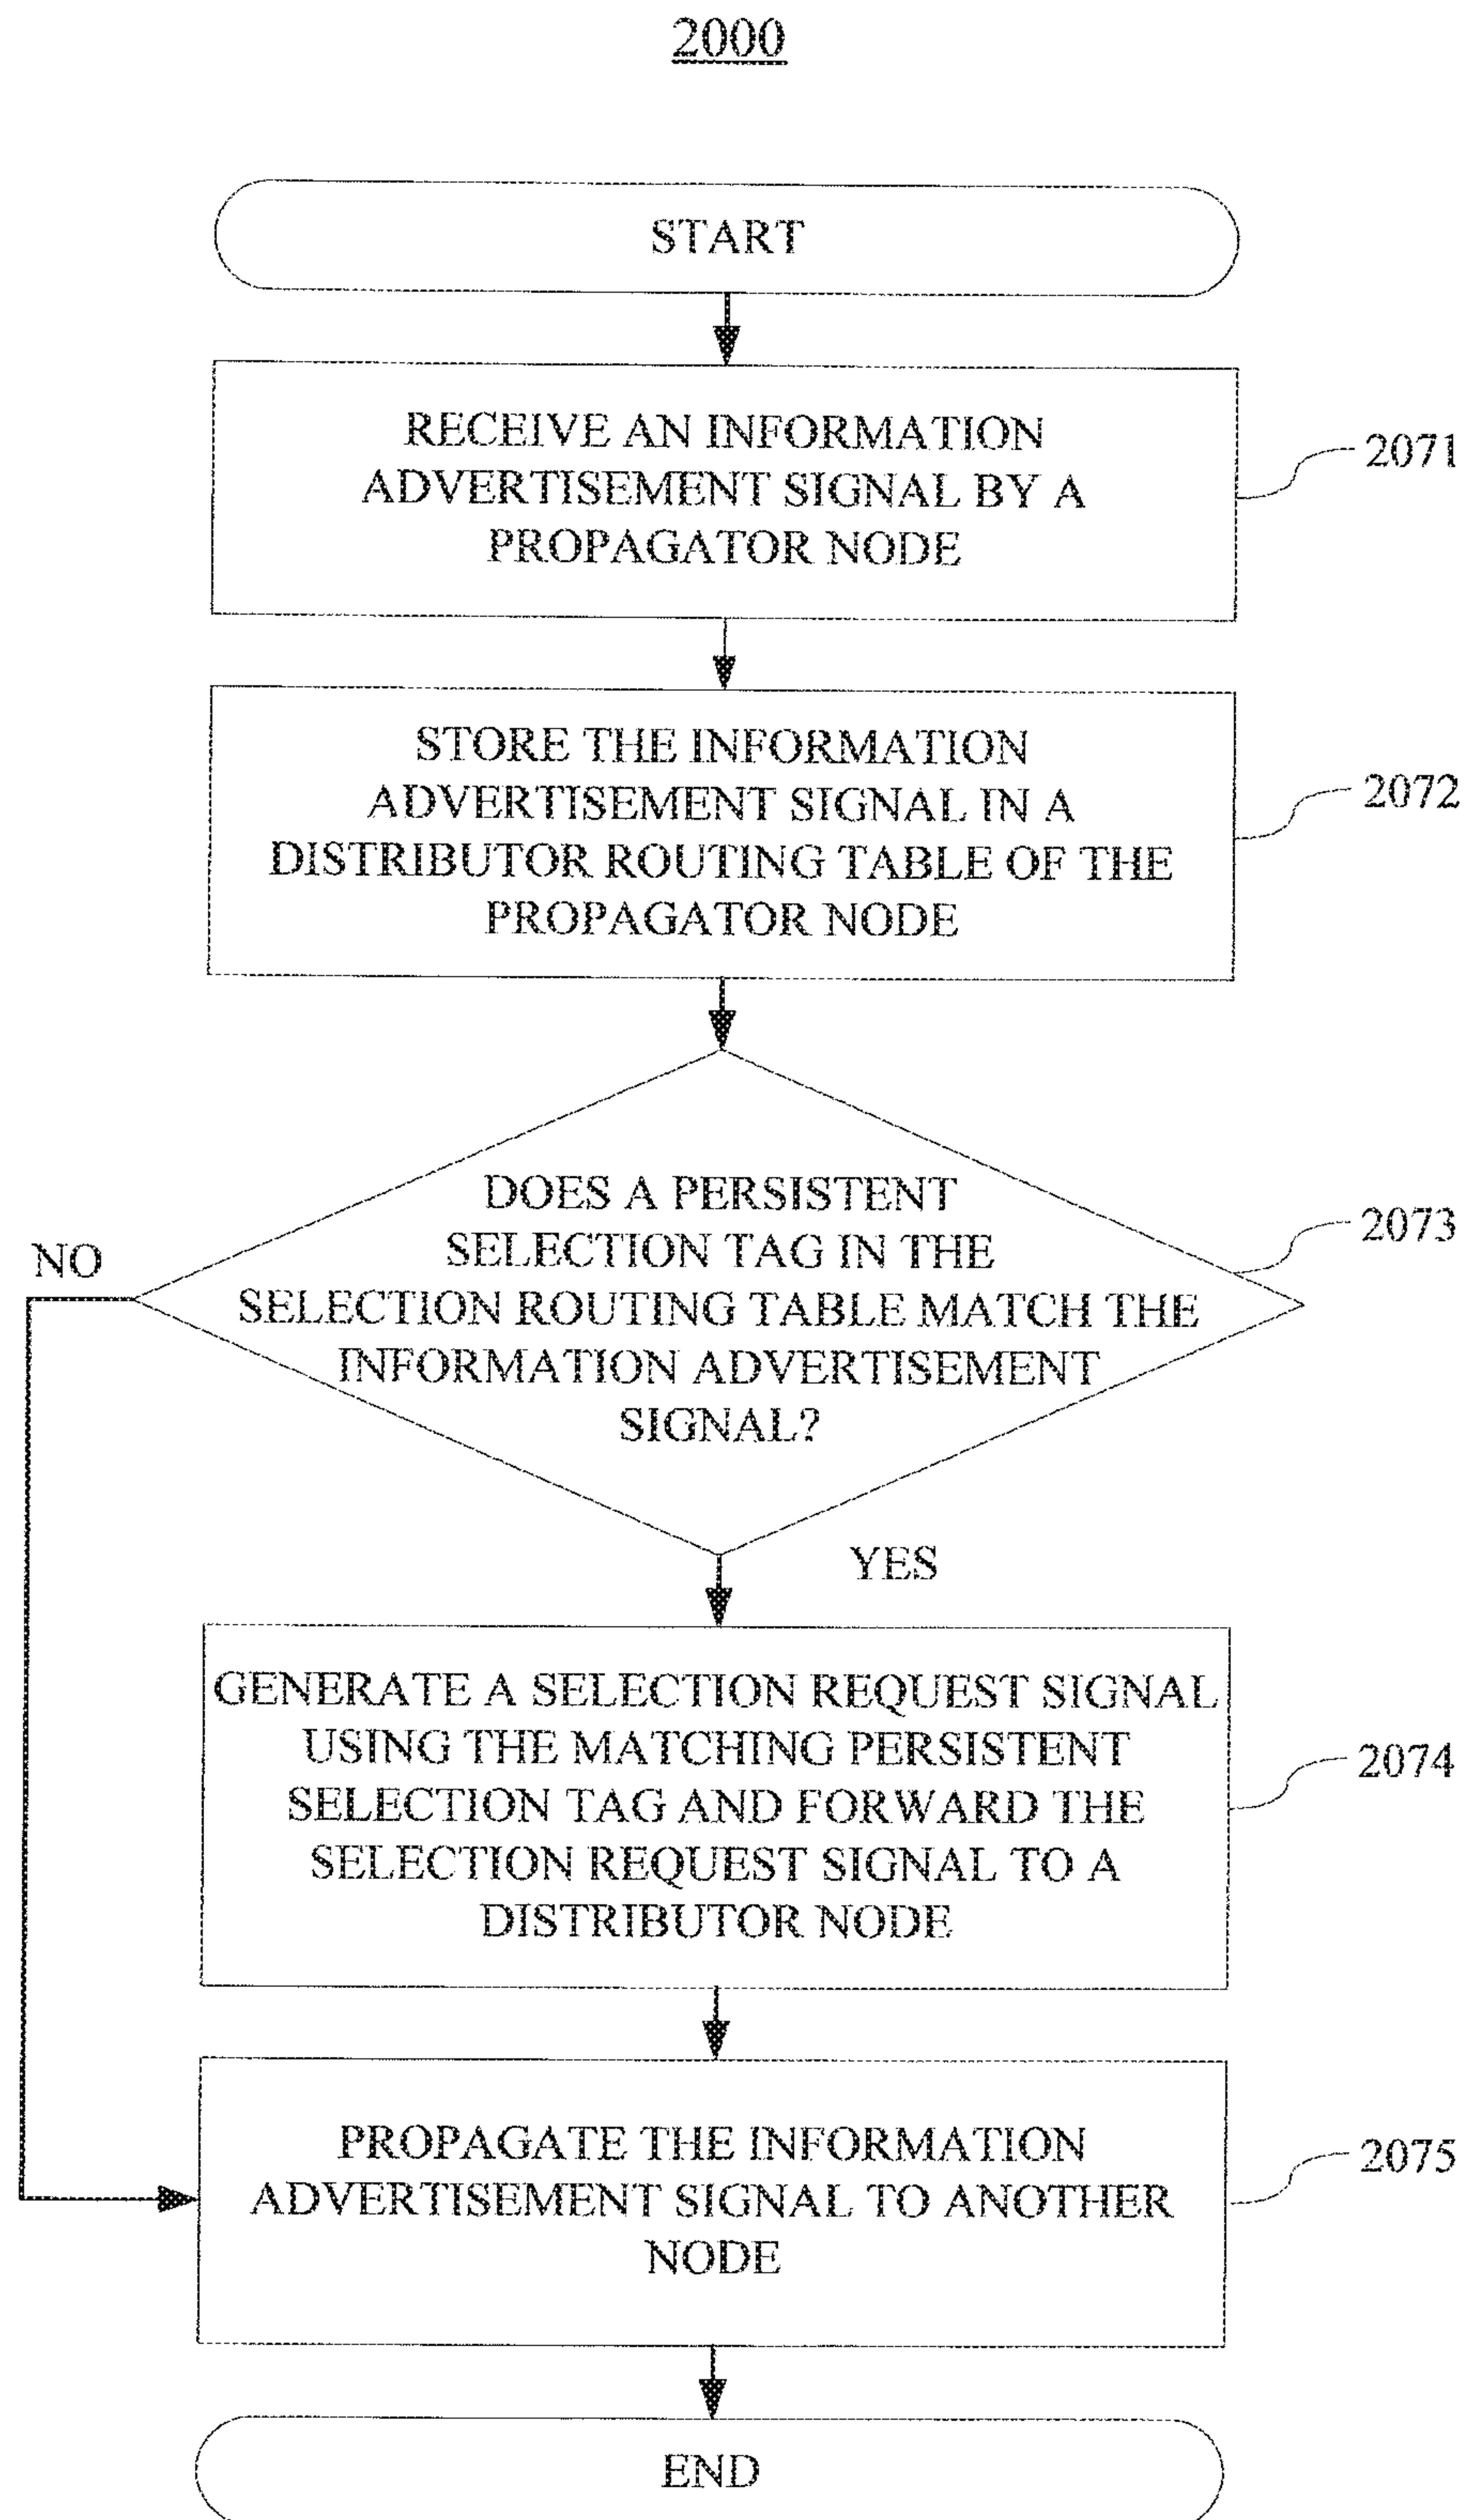 2000
START
RECEIVE AN INFORMATION
ADVERTISEMENT SIGNAL BY A
PROPAGATOR NODE
2071
STORE THE INFORMATION
ADVERTISEMENT SIGNAL IN A
DISTRIBUTOR ROUTING TABLE OF THE
PROPAGATOR NODE
2072
DOES A PERSISTENT
SELECTION TAG IN THE
SELECTION ROUTING TABLE MATCH THE
INFORMATION ADVERTISEMENT
SIGNAL?
2073
NO
YES
GENERATE A SELECTION REQUEST SIGNAL
USING THE MATCHING PERSISTENT
SELECTION TAG AND FORWARD THE
SELECTION REQUEST SIGNAL TO A
DISTRIBUTOR NODE
2074
PROPAGATE THE INFORMATION
ADVERTISEMENT SIGNAL TO ANOTHER
NODE
2075
END